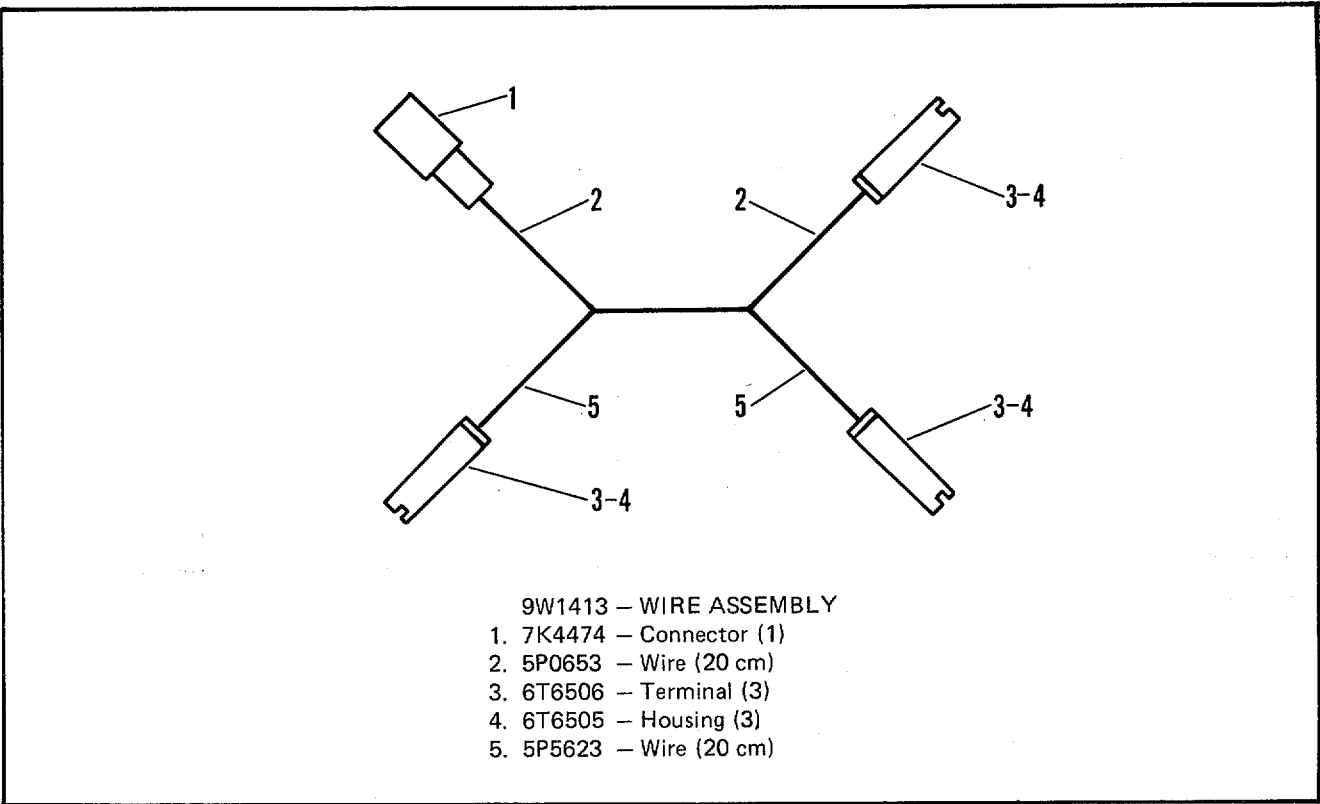 1
2
2
3-4
5
5
3-4
3-4
9W1413 – WIRE ASSEMBLY
1. 7K4474 – Connector (1)
2. 5P0653 – Wire (20 cm)
3. 6T6506 – Terminal (3)
4. 6T6505 – Housing (3)
5. 5P5623 – Wire (20 cm)